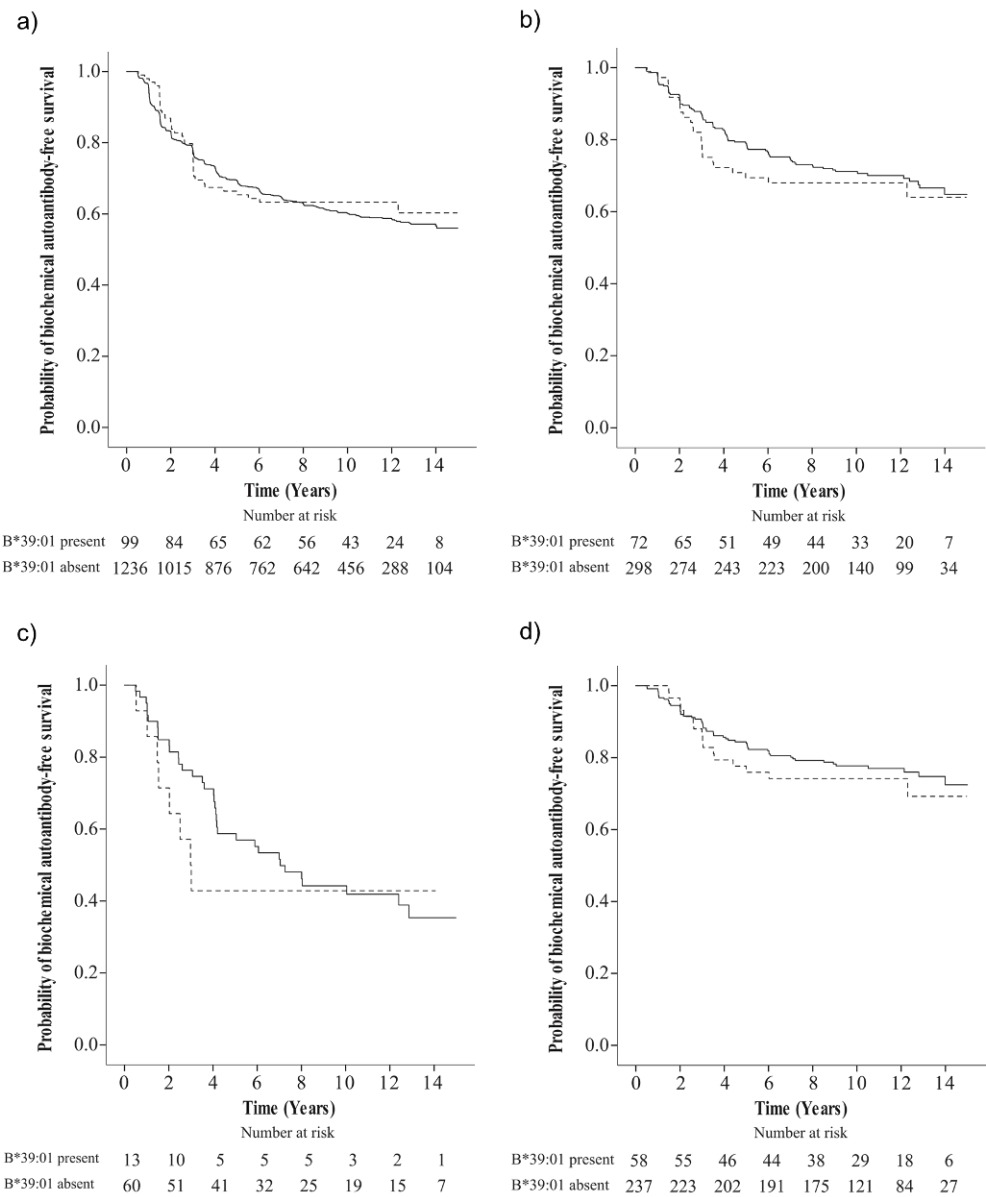 a)
Probability of biochemical autoantibody-free survival
1.0
0.8
0.6
0.4
0.2
0.0
0 2 4 6 8 10 12 14
Time (Years)
Number at risk
B*39:01 present 99 84 65 62 56 43 24 8
B*39:01 absent 1236 1015 876 762 642 456 288 104
b)
Probability of biochemical autoantibody-free survival
1.0
0.8
0.6
0.4
0.2
0.0
0 2 4 6 8 10 12 14
Time (Years)
Number at risk
B*39:01 present 72 65 51 49 44 33 20 7
B*39:01 absent 298 274 243 223 200 140 99 34
c)
Probability of biochemical autoantibody-free survival
1.0
0.8
0.6
0.4
0.2
0.0
0 2 4 6 8 10 12 14
Time (Years)
Number at risk
B*39:01 present 13 10 5 5 5 3 2 1
B*39:01 absent 60 51 41 32 25 19 15 7
d)
Probability of biochemical autoantibody-free survival
1.0
0.8
0.6
0.4
0.2
0.0
0 2 4 6 8 10 12 14
Time (Years)
Number at risk
B*39:01 present 58 55 46 44 38 29 18 6
B*39:01 absent 237 223 202 191 175 121 84 27